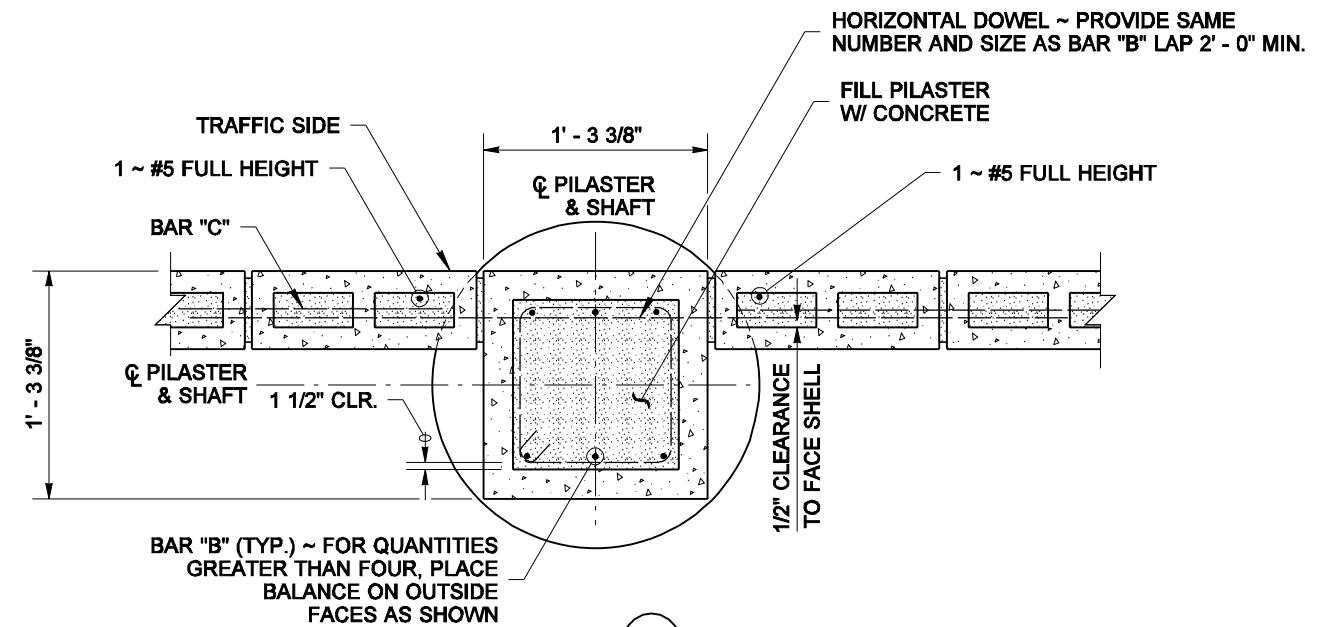 HORIZONTAL DOWEL ~ PROVIDE SAME
NUMBER AND SIZE AS BAR "B" LAP 2' - 0" MIN.
FILL PILASTER
W/ CONCRETE
TRAFFIC SIDE
1' - 3 3/8"
1 ~ #5 FULL HEIGHT
1 ~ #5 FULL HEIGHT
℄ PILASTER
& SHAFT
BAR "C"
1' - 3 3/8"
℄ PILASTER
& SHAFT
1 1/2" CLR.
1/2" CLEARANCE
TO FACE SHELL
BAR "B" (TYP.) ~ FOR QUANTITIES
GREATER THAN FOUR, PLACE
BALANCE ON OUTSIDE
FACES AS SHOWN